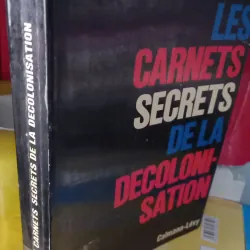 LES
CARNETS
SECRETS
DE LA
DECOLONI-
SATION
Calmann-Lévy
CARNETS SECRETS DE LA DECOLONISATION